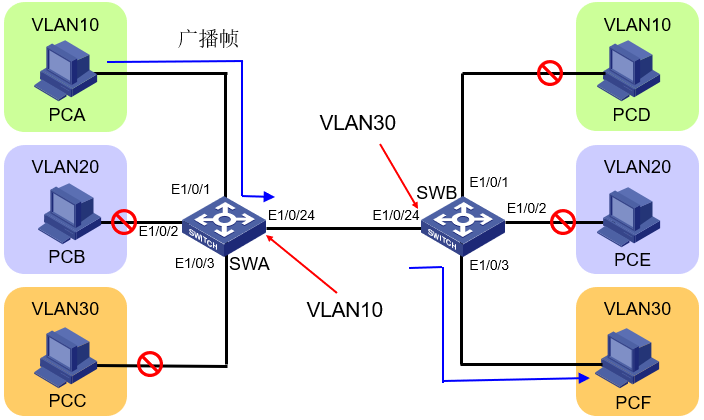 VLAN10
广播帧
VLAN10
PCA
PCD
VLAN30
VLAN20
VLAN20
E1/0/1
SWB
E1/0/1
E1/0/24
E1/0/24
E1/0/2
E1/0/2
SWITCH
SWITCH
PCB
PCE
E1/0/3
SWA
E1/0/3
VLAN30
VLAN10
VLAN30
PCC
PCF